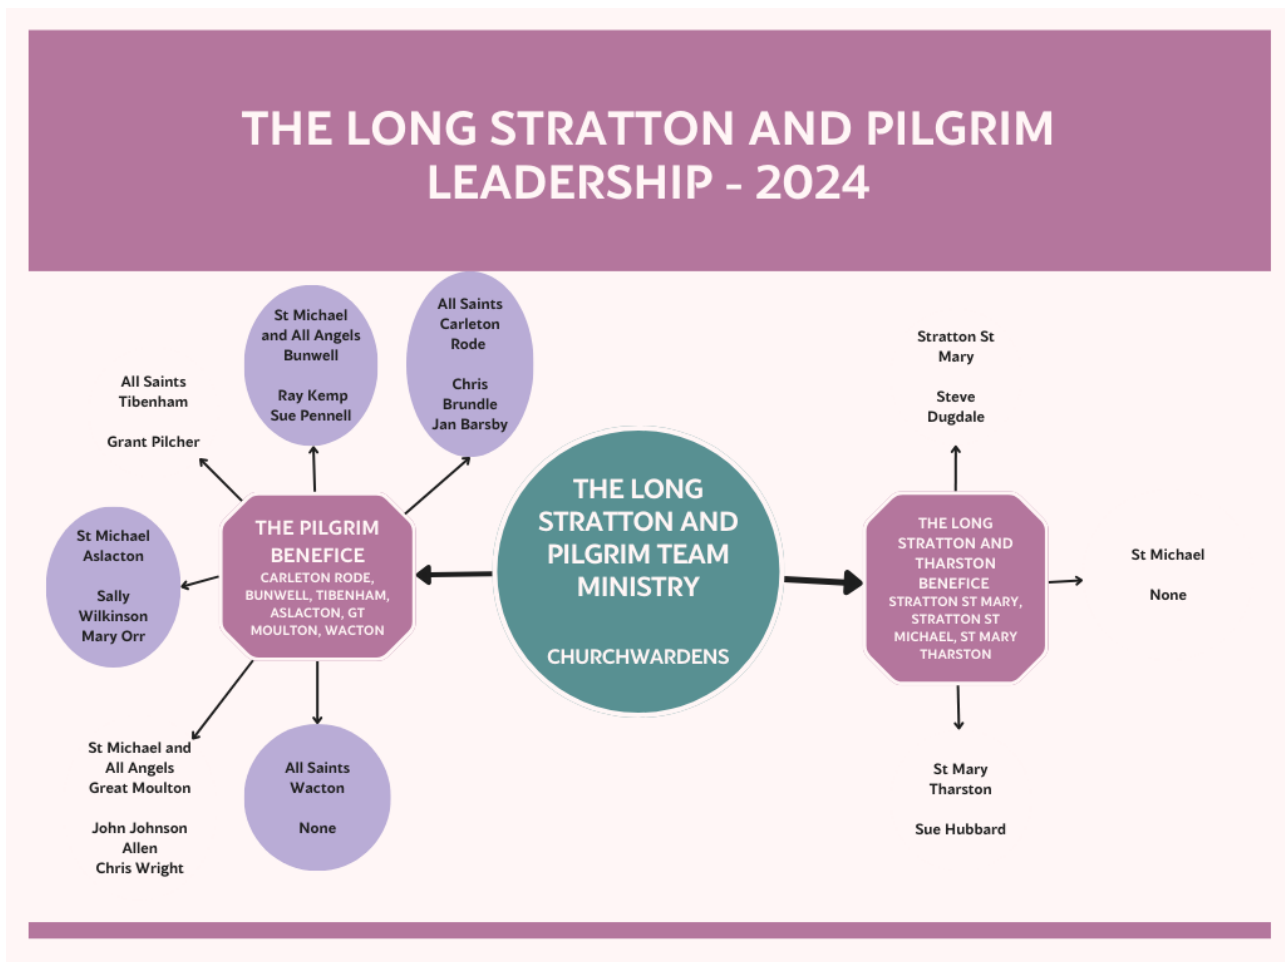 THE LONG STRATTON AND PILGRIM
LEADERSHIP - 2024
St Michael
and All Angels
Bunwell
Ray Kemp
Sue Pennell
All Saints
Carleton
Rode
Chris
Brundle
Jan Barsby
All Saints
Tibenham
Grant Pilcher
St Michael
Aslacton
Sally
Wilkinson
Mary Orr
THE PILGRIM
BENEFICE
CARLETON RODE,
BUNWELL, TIBENHAM,
ASLACTON, GT
MOULTON, WACTON
St Michael and
All Angels
Great Moulton
John Johnson
Allen
Chris Wright
All Saints
Wacton
None
THE LONG
STRATTON AND
PILGRIM TEAM
MINISTRY
CHURCHWARDENS
Stratton St
Mary
Steve
Dugdale
THE LONG
STRATTON AND
THARSTON
BENEFICE
STRATTON ST MARY,
STRATTON ST
MICHAEL, ST MARY
THARSTON
St Michael
None
St Mary
Tharston
Sue Hubbard